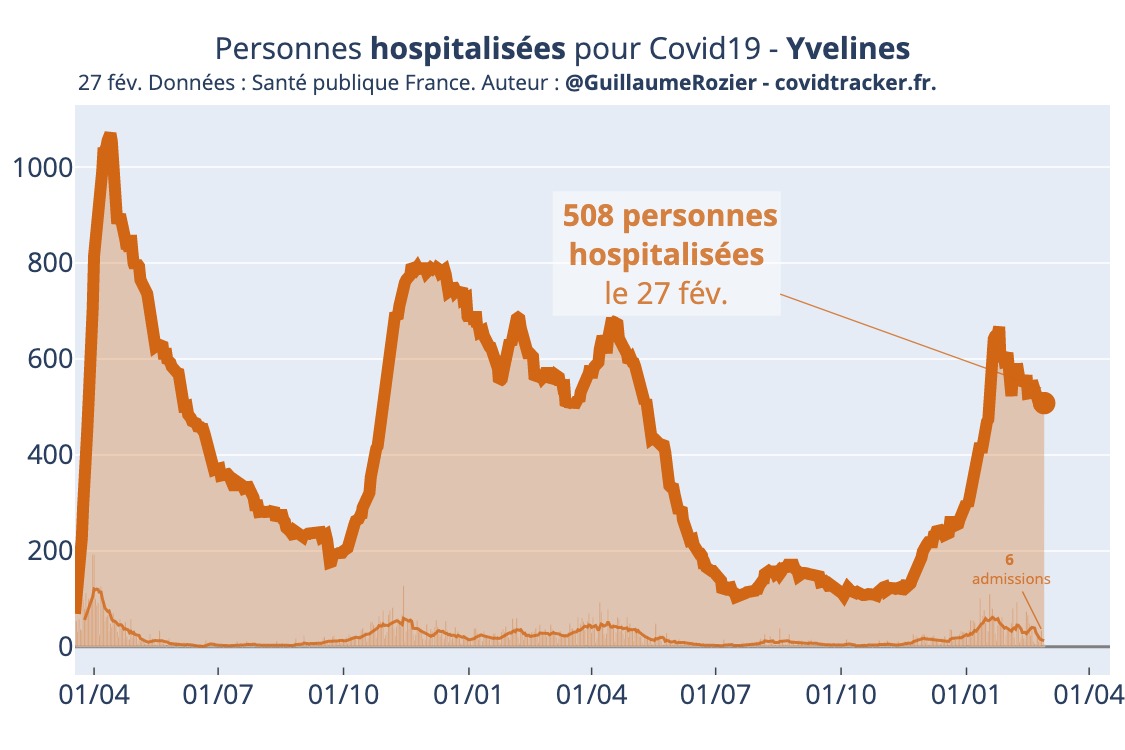 Personnes hospitalisées pour Covid19 - Yvelines
27 fév. Données : Santé publique France. Auteur : @GuillaumeRozier - covidtracker.fr.
1000
800
600
400
200
0
508 personnes
hospitalisées
le 27 fév.
6
admissions
01/04 01/07 01/10 01/01 01/04 01/07 01/10 01/01 01/04